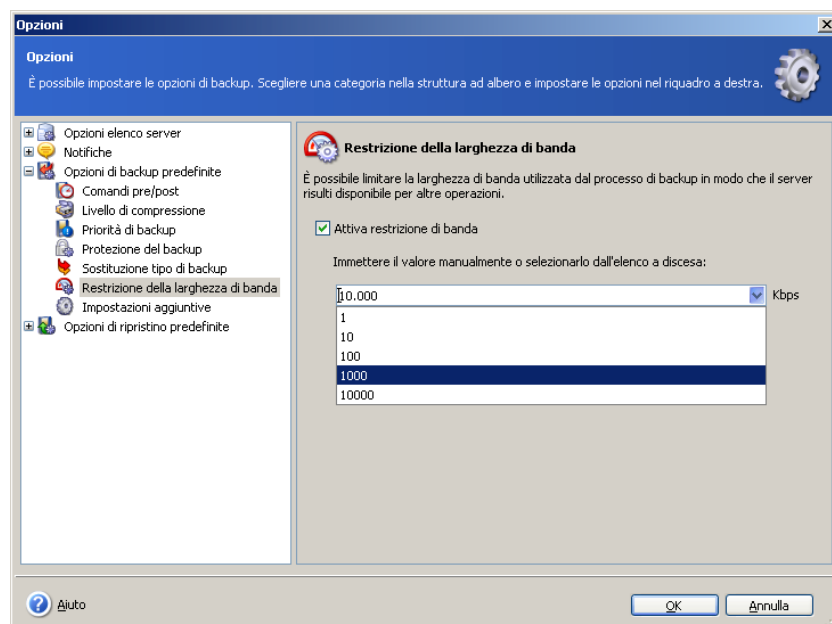 Opzioni
Opzioni
È possibile impostare le opzioni di backup. Scegliere una categoria nella struttura ad albero e impostare le opzioni nel riquadro a destra.
Opzioni elenco server
Notifiche
Opzioni di backup predefinite
Comandi pre/post
Livello di compressione
Priorità di backup
Protezione del backup
Sostituzione tipo di backup
Restrizione della larghezza di banda
Impostazioni aggiuntive
Opzioni di ripristino predefinite
Restrizione della larghezza di banda
È possibile limitare la larghezza di banda utilizzata dal processo di backup in modo che il server
risulti disponibile per altre operazioni.
Attiva restrizione di banda
Immettere il valore manualmente o selezionarlo dall'elenco a discesa:
10.000 Kbps
1
10
100
1000
10000
Aiuto
OK Annulla